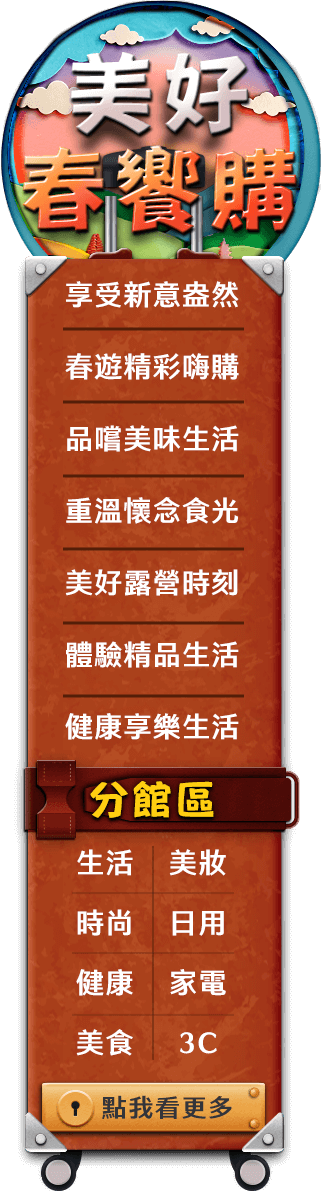 美好
春饗購
享受新意盎然
春遊精彩嗨購
品嚐美味生活
重溫懷念食光
美好露營時刻
體驗精品生活
健康享樂生活
分館區
生活 美妝
時尚 日用
健康 家電
美食 3C
點我看更多